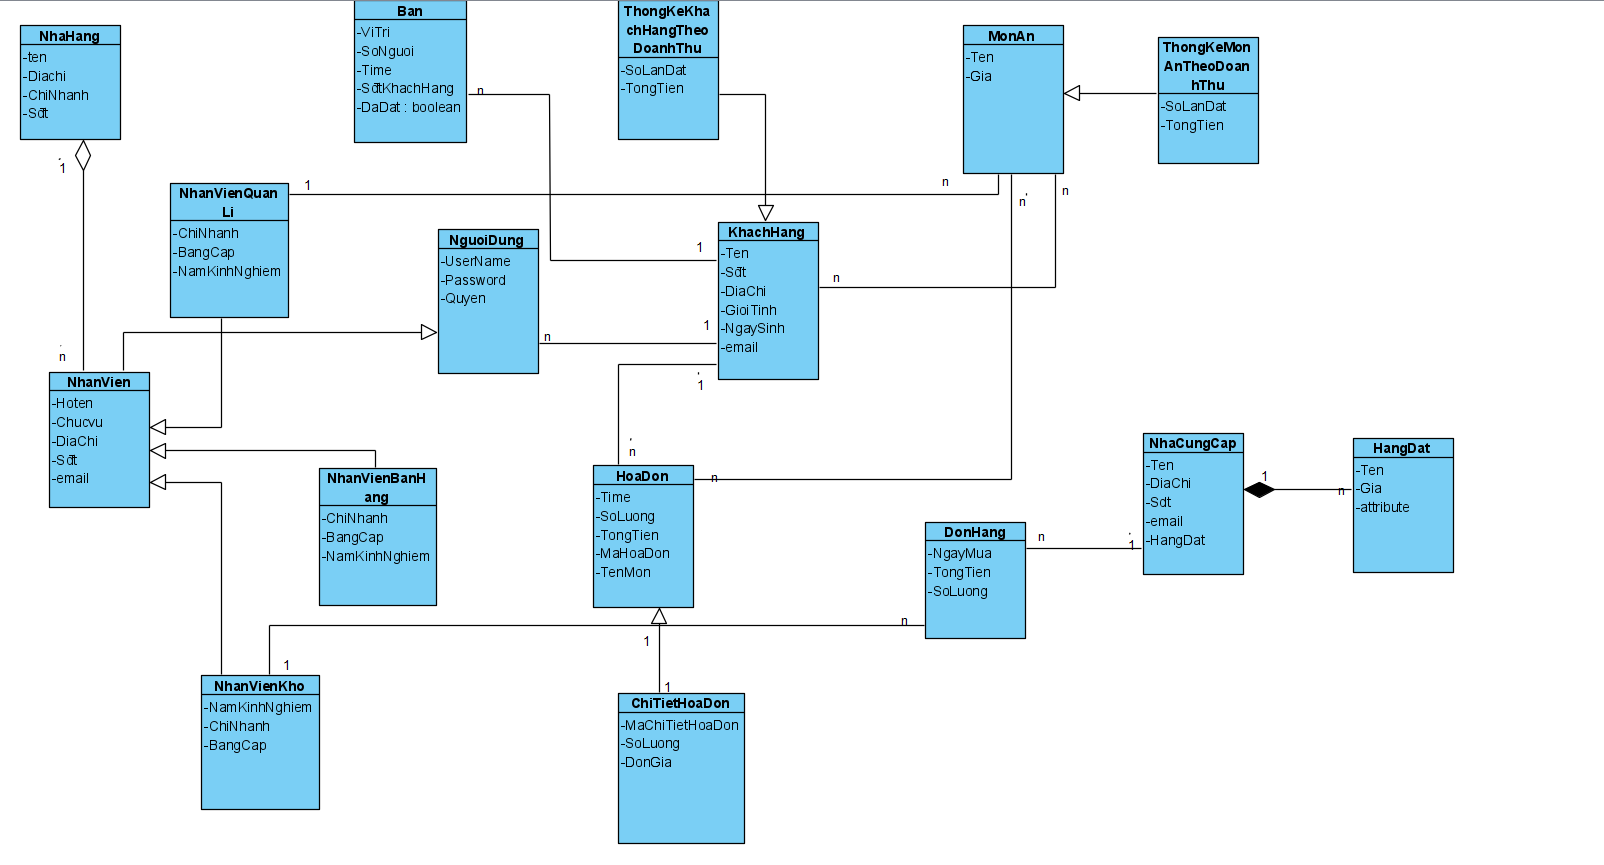 NhaHang
-ten
-Diachi
-ChiNhanh
-Sđt
1
n
Ban
-ViTri
-SoNguoi
-Time
-SđtKhachHang
-DaDat : boolean
n
ThongKeKha
chHangTheo
DoanhThu
-SoLanDat
-TongTien
MonAn
-Ten
-Gia
n
n
n
ThongKeMon
AnTheoDoan
hThu
-SoLanDat
-TongTien
NhanVienQuan
Li
-ChiNhanh
-BangCap
-NamKinhNghiem
1
NguoiDung
-UserName
-Password
-Quyen
n
KhachHang
-Ten
-Sđt
-DiaChi
-GioiTinh
-NgaySinh
-email
1
n
1
1
NhanVien
-Hoten
-Chucvu
-DiaChi
-Sđt
-email
NhanVienBanH
ang
-ChiNhanh
-BangCap
-NamKinhNghiem
n
HoaDon
-Time
-SoLuong
-TongTien
-MaHoaDon
-TenMon
n
1
NhaCungCap
-Ten
-DiaChi
-Sdt
-email
-HangDat
1
n
HangDat
-Ten
-Gia
-attribute
DonHang
-NgayMua
-TongTien
-SoLuong
n
1
n
1
NhanVienKho
-NamKinhNghiem
-ChiNhanh
-BangCap
1
ChiTietHoaDon
-MaChiTietHoaDon
-SoLuong
-DonGia